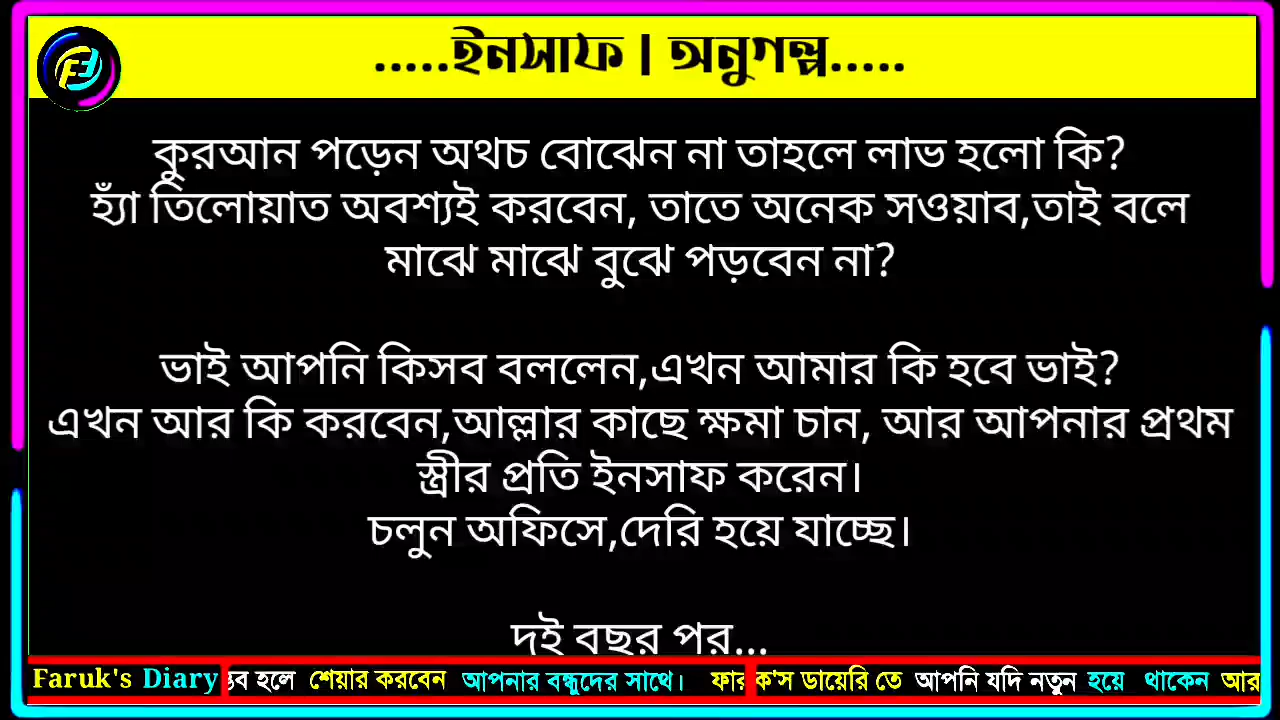 .....ইনসাফ | অনুগল্প.....
কুরআন পড়েন অথচ বোঝেন না তাহলে লাভ হলো কি?
হ্যাঁ তিলোয়াত অবশ্যই করবেন, তাতে অনেক সওয়াব,তাই বলে
মাঝে মাঝে বুঝে পড়বেন না?
ভাই আপনি কিসব বললেন,এখন আমার কি হবে ভাই?
এখন আর কি করবেন,আল্লার কাছে ক্ষমা চান, আর আপনার প্রথম
স্ত্রীর প্রতি ইনসাফ করেন।
চলুন অফিসে,দেরি হয়ে যাচ্ছে।
দুই বছর পর...
Faruk's Diary হলে শেয়ার করবেন আপনার বন্ধুদের সাথে। ফারুক'স ডায়েরি তে আপনি যদি নতুন হয়ে থাকেন আর